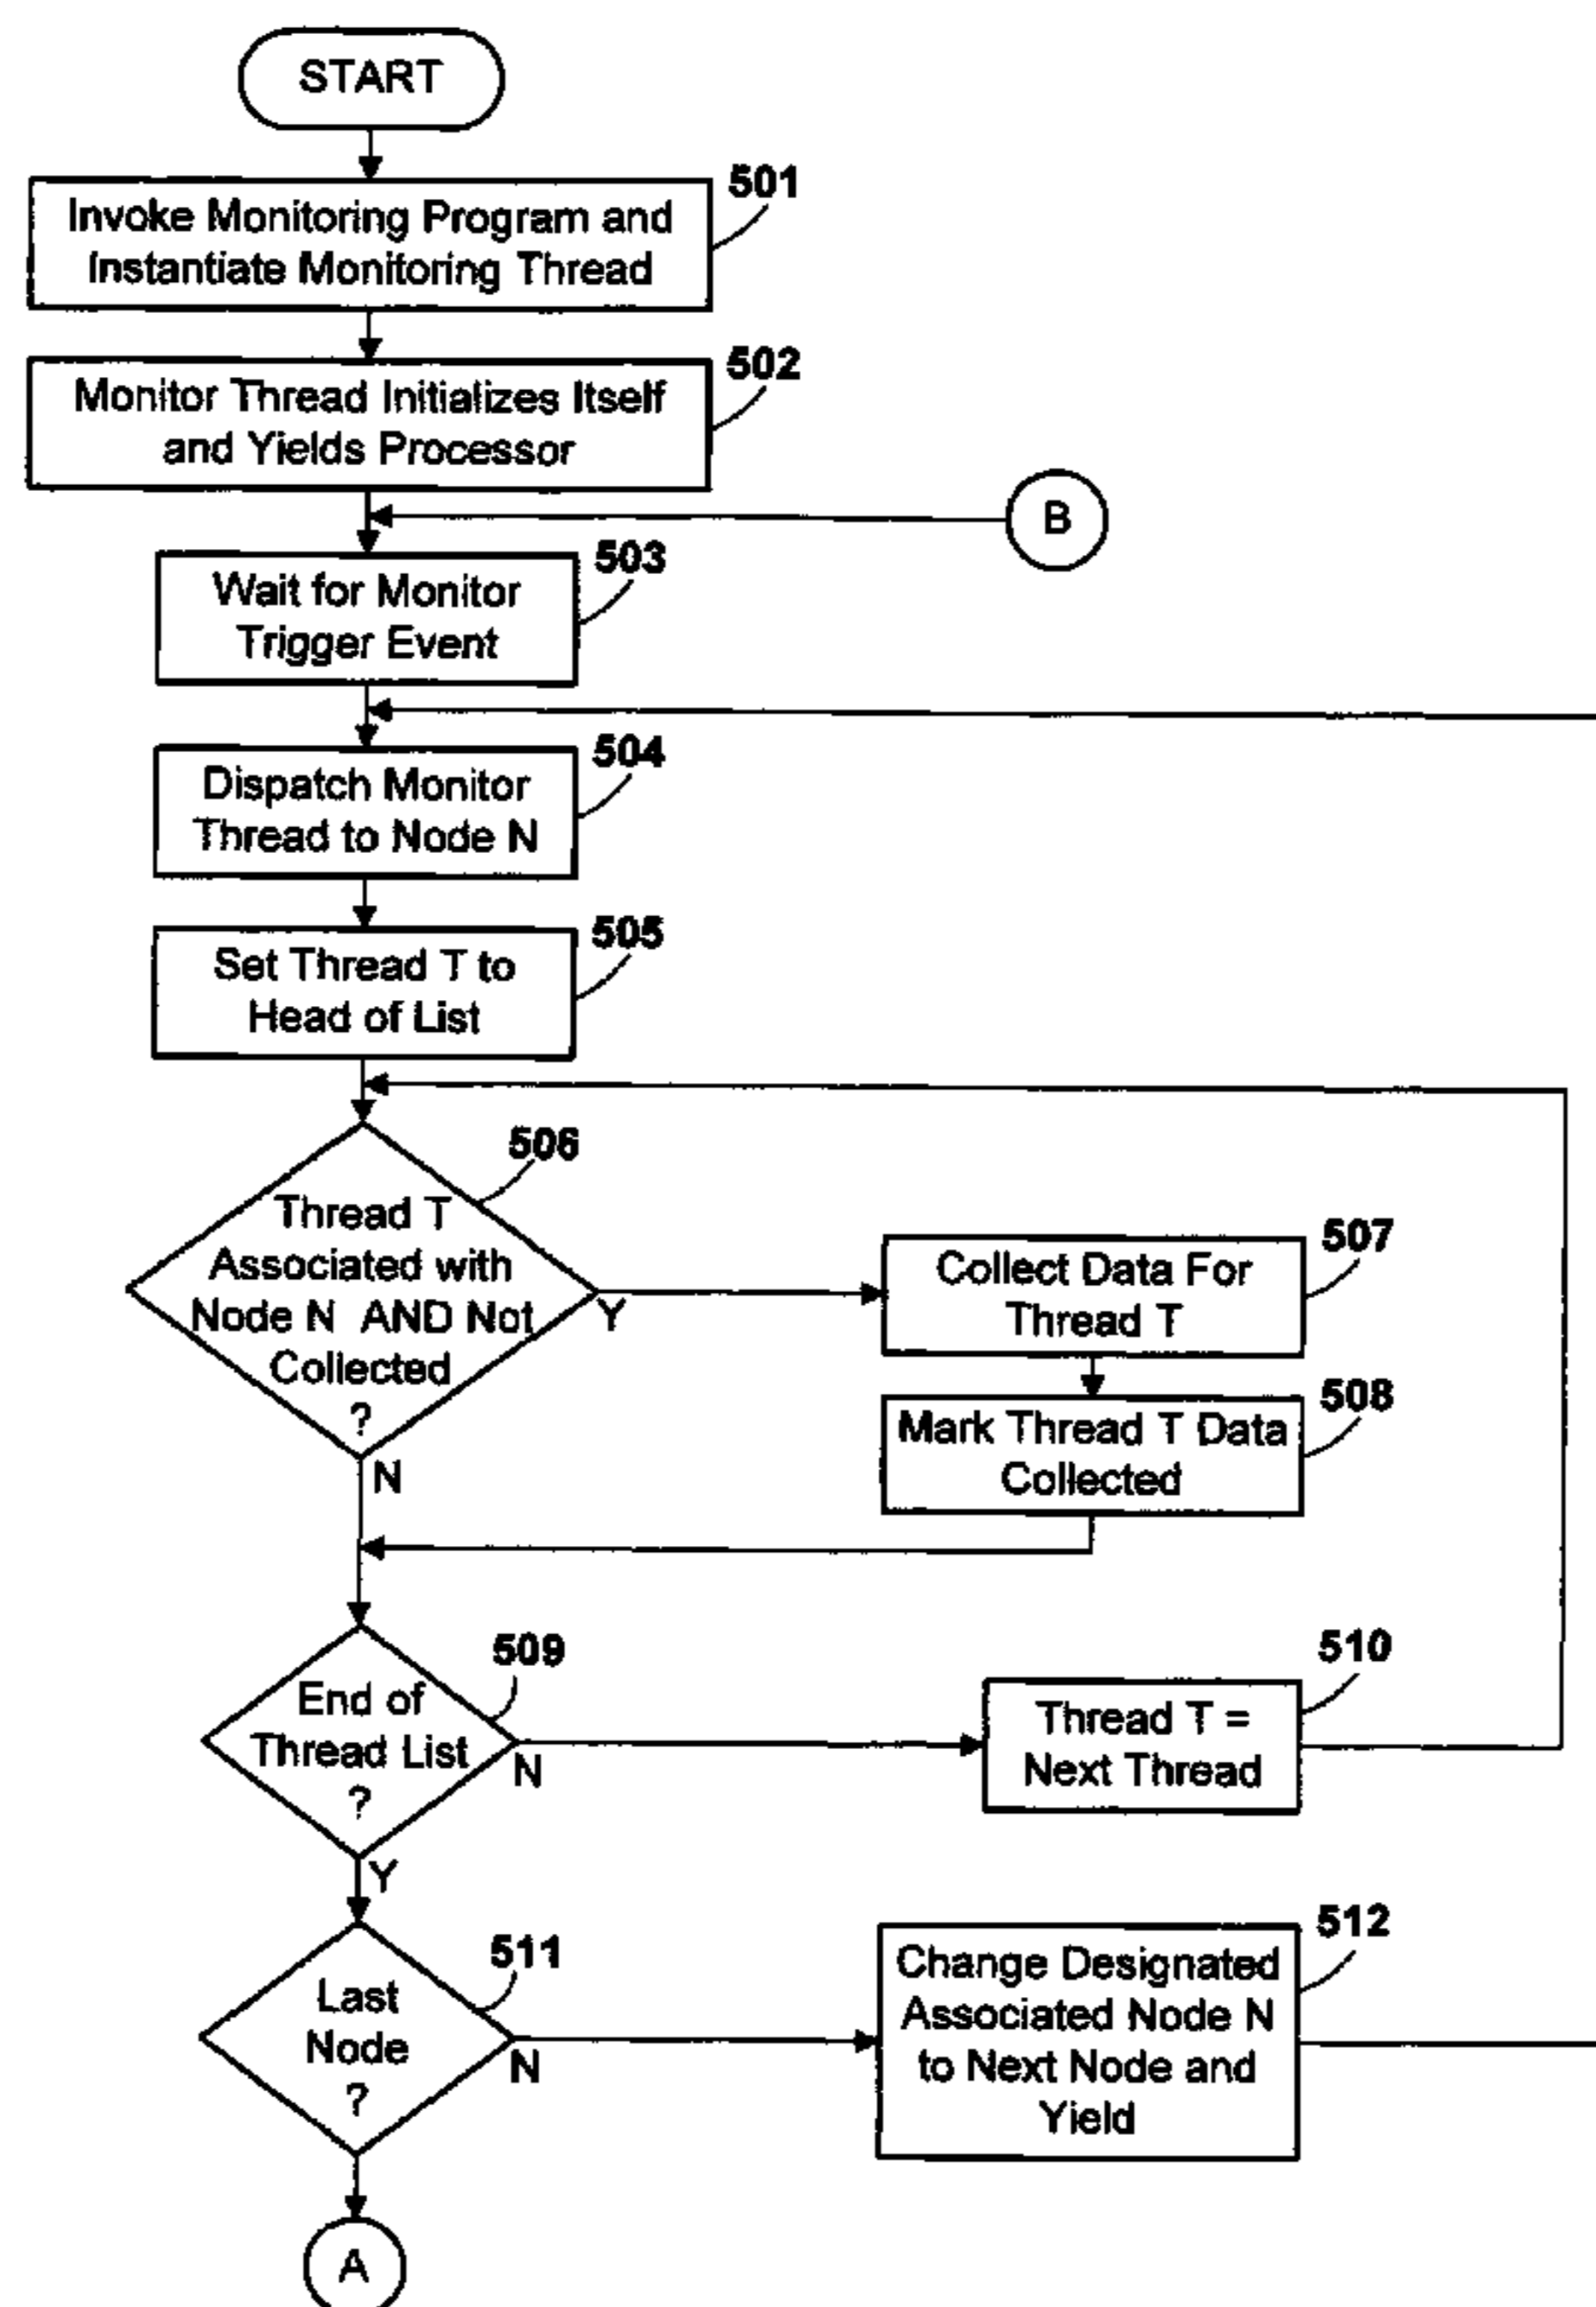 START
501
Invoke Monitoring Program and
Instantiate Monitoring Thread
502
Monitor Thread Initializes Itself
and Yields Processor
B
503
Wait for Monitor
Trigger Event
504
Dispatch Monitor
Thread to Node N
505
Set Thread T to
Head of List
506
Thread T
Associated with
Node N AND Not
Collected
?
Y
N
507
Collect Data For
Thread T
508
Mark Thread T Data
Collected
509
End of
Thread List
?
N
Y
510
Thread T =
Next Thread
511
Last
Node
?
N
512
Change Designated
Associated Node N
to Next Node and
Yield
A